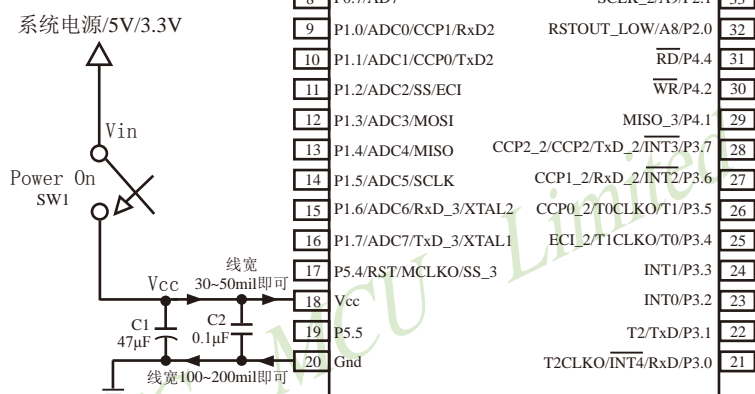 8 P0.7/AD7
SCLK_2/A9/P2.1 33
系统电源/5V/3.3V
9 P1.0/ADC0/CCP1/RxD2
RSTOUT_LOW/A8/P2.0 32
10 P1.1/ADC1/CCP0/TxD2
RD/P4.4 31
11 P1.2/ADC2/SS/ECI
WR/P4.2 30
12 P1.3/ADC3/MOSI
MISO_3/P4.1 29
Vin
13 P1.4/ADC4/MISO
CCP2_2/CCP2/TxD_2/INT3/P3.7 28
Power On
14 P1.5/ADC5/SCLK
CCP1_2/RxD_2/INT2/P3.6 27
SW1
15 P1.6/ADC6/RxD_3/XTAL2
CCP0_2/T0CLKO/T1/P3.5 26
16 P1.7/ADC7/TxD_3/XTAL1
ECI_2/T1CLKO/T0/P3.4 25
线宽
17 P5.4/RST/MCLKO/SS_3
INT1/P3.3 24
Vcc
30~50mil即可
18 Vcc
INT0/P3.2 23
C1
47μF
C2
0.1μF
19 P5.5
T2/TxD/P3.1 22
20 Gnd
T2CLKO/INT4/RxD/P3.0 21
线宽100~200mil即可
MCU Limited